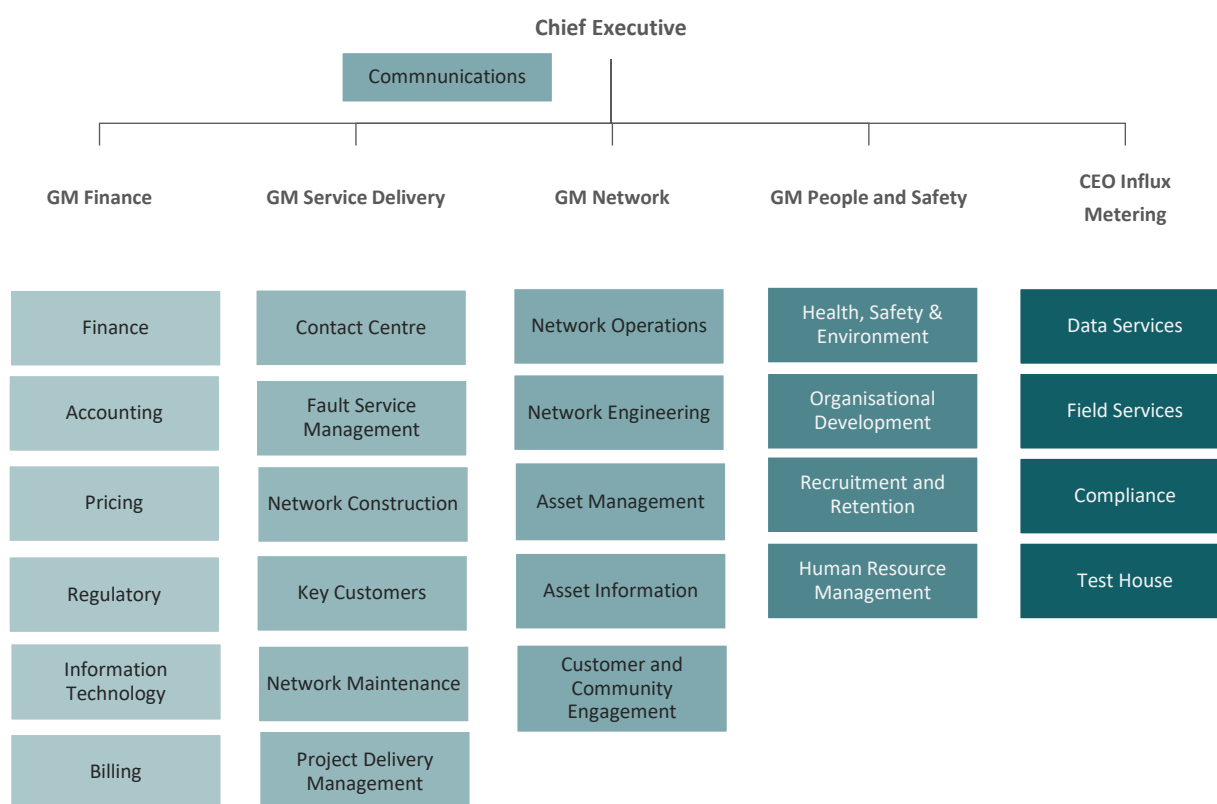 Chief Executive
Commnunications
GM Finance
GM Service Delivery
GM Network
GM People and Safety
CEO Influx
Metering
Finance
Accounting
Pricing
Regulatory
Information
Technology
Billing
Contact Centre
Fault Service
Management
Network Construction
Key Customers
Network Maintenance
Project Delivery
Management
Network Operations
Network Engineering
Asset Management
Asset Information
Customer and
Community
Engagement
Health, Safety &
Environment
Organisational
Development
Recruitment and
Retention
Human Resource
Management
Data Services
Field Services
Compliance
Test House